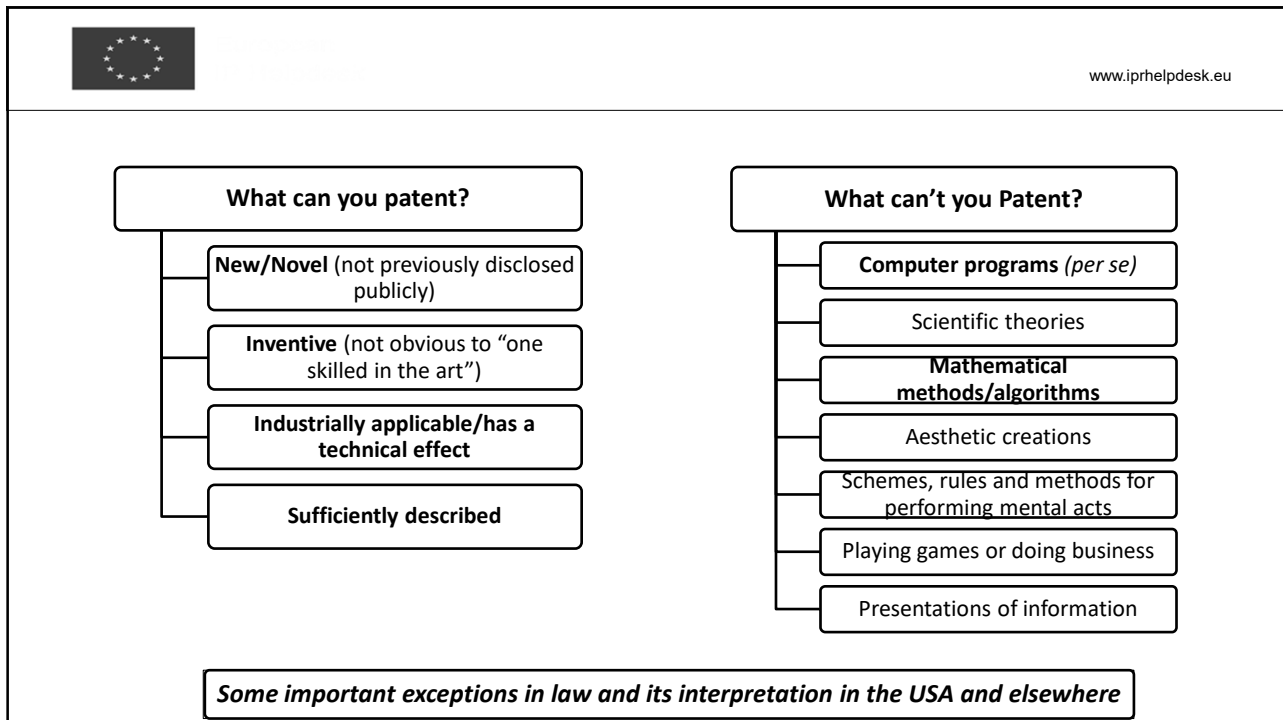 www.iprhelpdesk.eu
What can you patent?
New/Novel (not previously disclosed
publicly)
Inventive (not obvious to “one
skilled in the art”)
Industrially applicable/has a
technical effect
Sufficiently described
What can’t you Patent?
Computer programs (per se)
Scientific theories
Mathematical
methods/algorithms
Aesthetic creations
Schemes, rules and methods for
performing mental acts
Playing games or doing business
Presentations of information
Some important exceptions in law and its interpretation in the USA and elsewhere